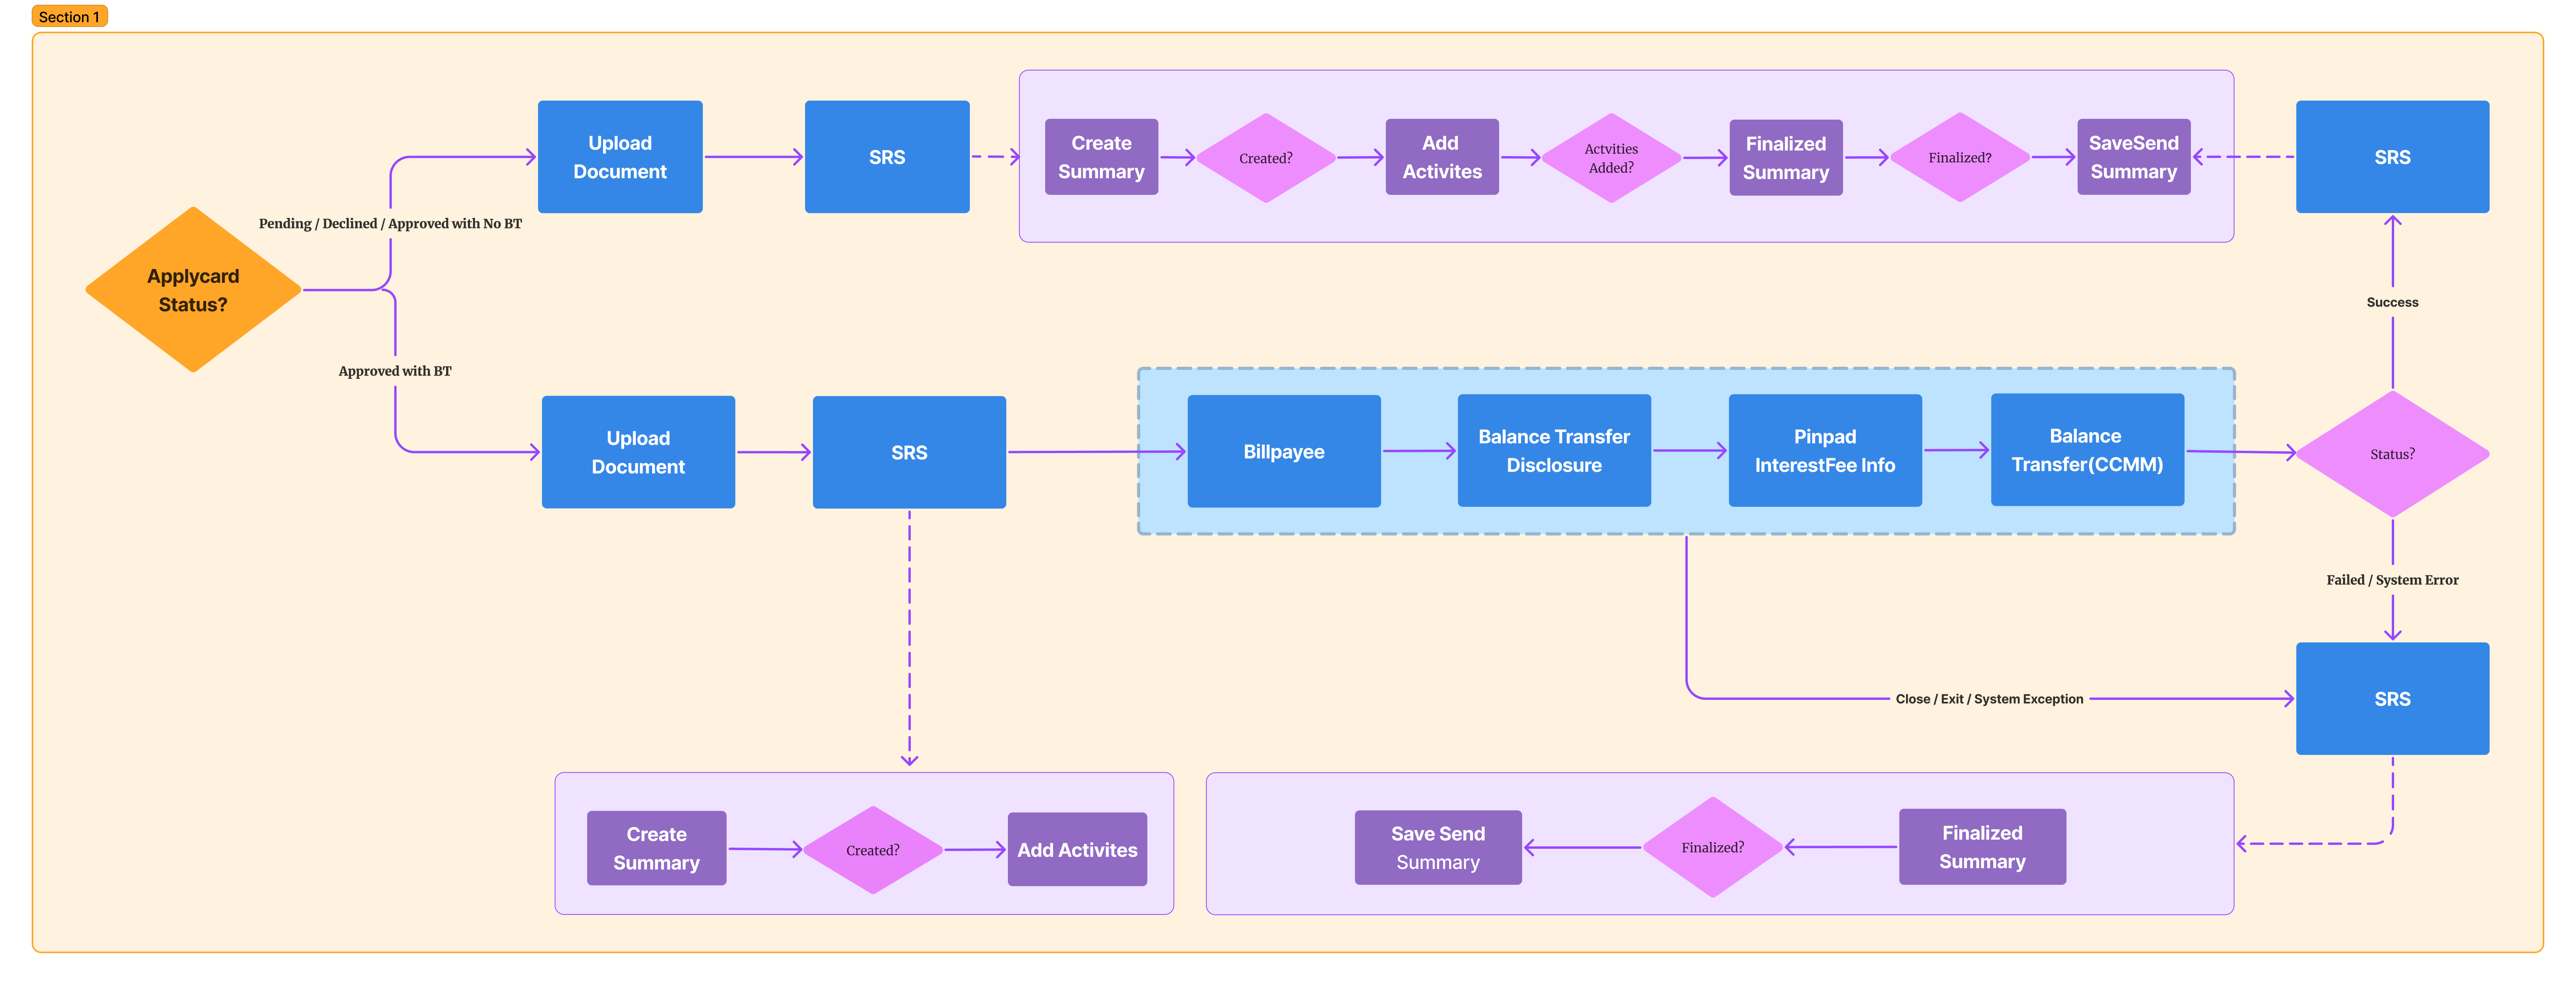 Section 1
Upload
Document
SRS
Create
Summary
Created?
Add
Activites
Actvities
Added?
Finalized
Summary
Finalized?
SaveSend
Summary
SRS
Pending / Declined / Approved with No BT
Applycard
Status?
Success
Approved with BT
Upload
Document
SRS
Billpayee
Balance Transfer
Disclosure
Pinpad
InterestFee Info
Balance
Transfer(CCMM)
Status?
Failed / System Error
Close / Exit / System Exception
SRS
Create
Summary
Created?
Add Activites
Save Send
Summary
Finalized?
Finalized
Summary